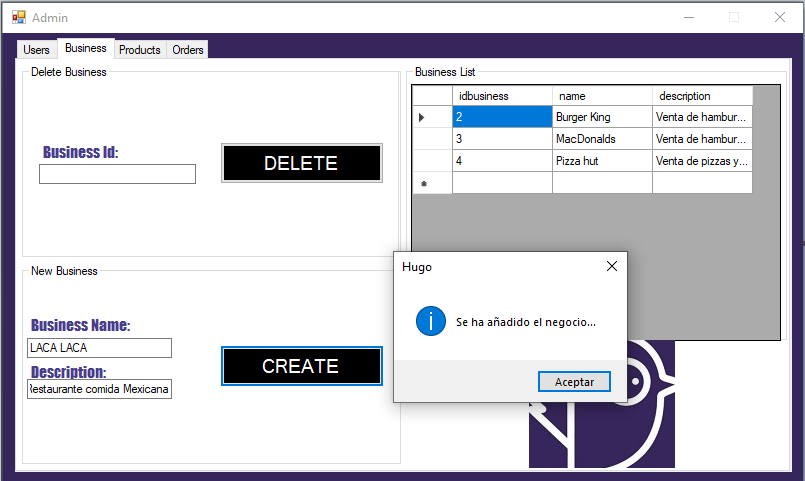 Admin
Users Business Products Orders
Delete Business
Business Id:
DELETE
Business List
idbusiness name description
2 Burger King Venta de hambur...
3 MacDonalds Venta de hambur...
4 Pizza hut Venta de pizzas y...
New Business
Business Name:
LACA LACA
Description:
Restaurante comida Mexicana
CREATE
Hugo
Se ha añadido el negocio...
Aceptar